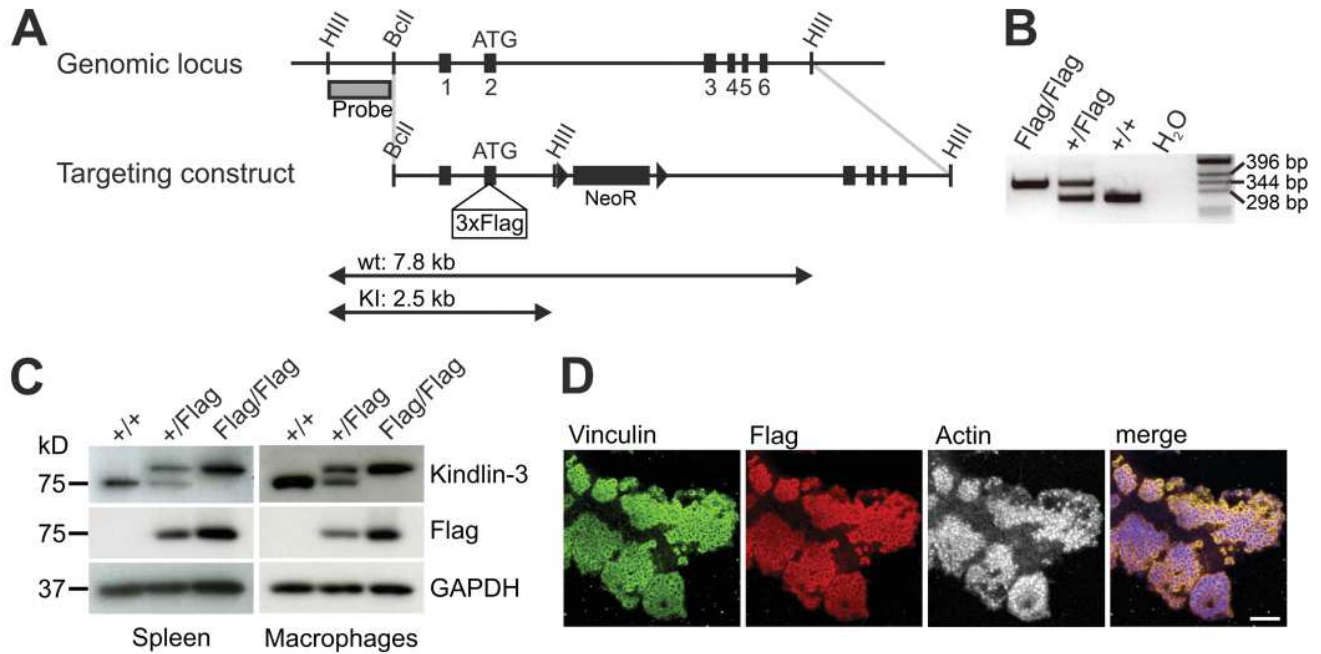 A
HIII
BclI
ATG
HIII
Genomic locus
1
2
3
4
5
6
Probe
BclI
ATG
HIII
HIII
Targeting construct
NeoR
3xFlag
wt: 7.8 kb
KI: 2.5 kb
B
Flag/Flag
+/Flag
+/+
H₂O
396 bp
344 bp
298 bp
C
+/+
+/Flag
Flag/Flag
+/+
+/Flag
Flag/Flag
kD
75
Kindlin-3
75
Flag
37
GAPDH
Spleen
Macrophages
D
Vinculin
Flag
Actin
merge